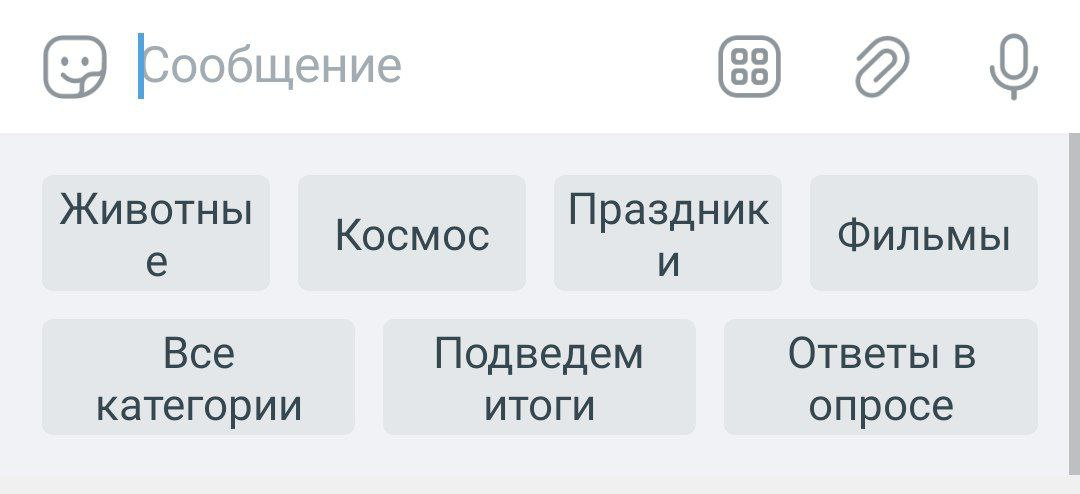 Сообщение
Животны
е
Космос
Праздник
и
Фильмы
Все
категории
Подведем
итоги
Ответы в
опросе